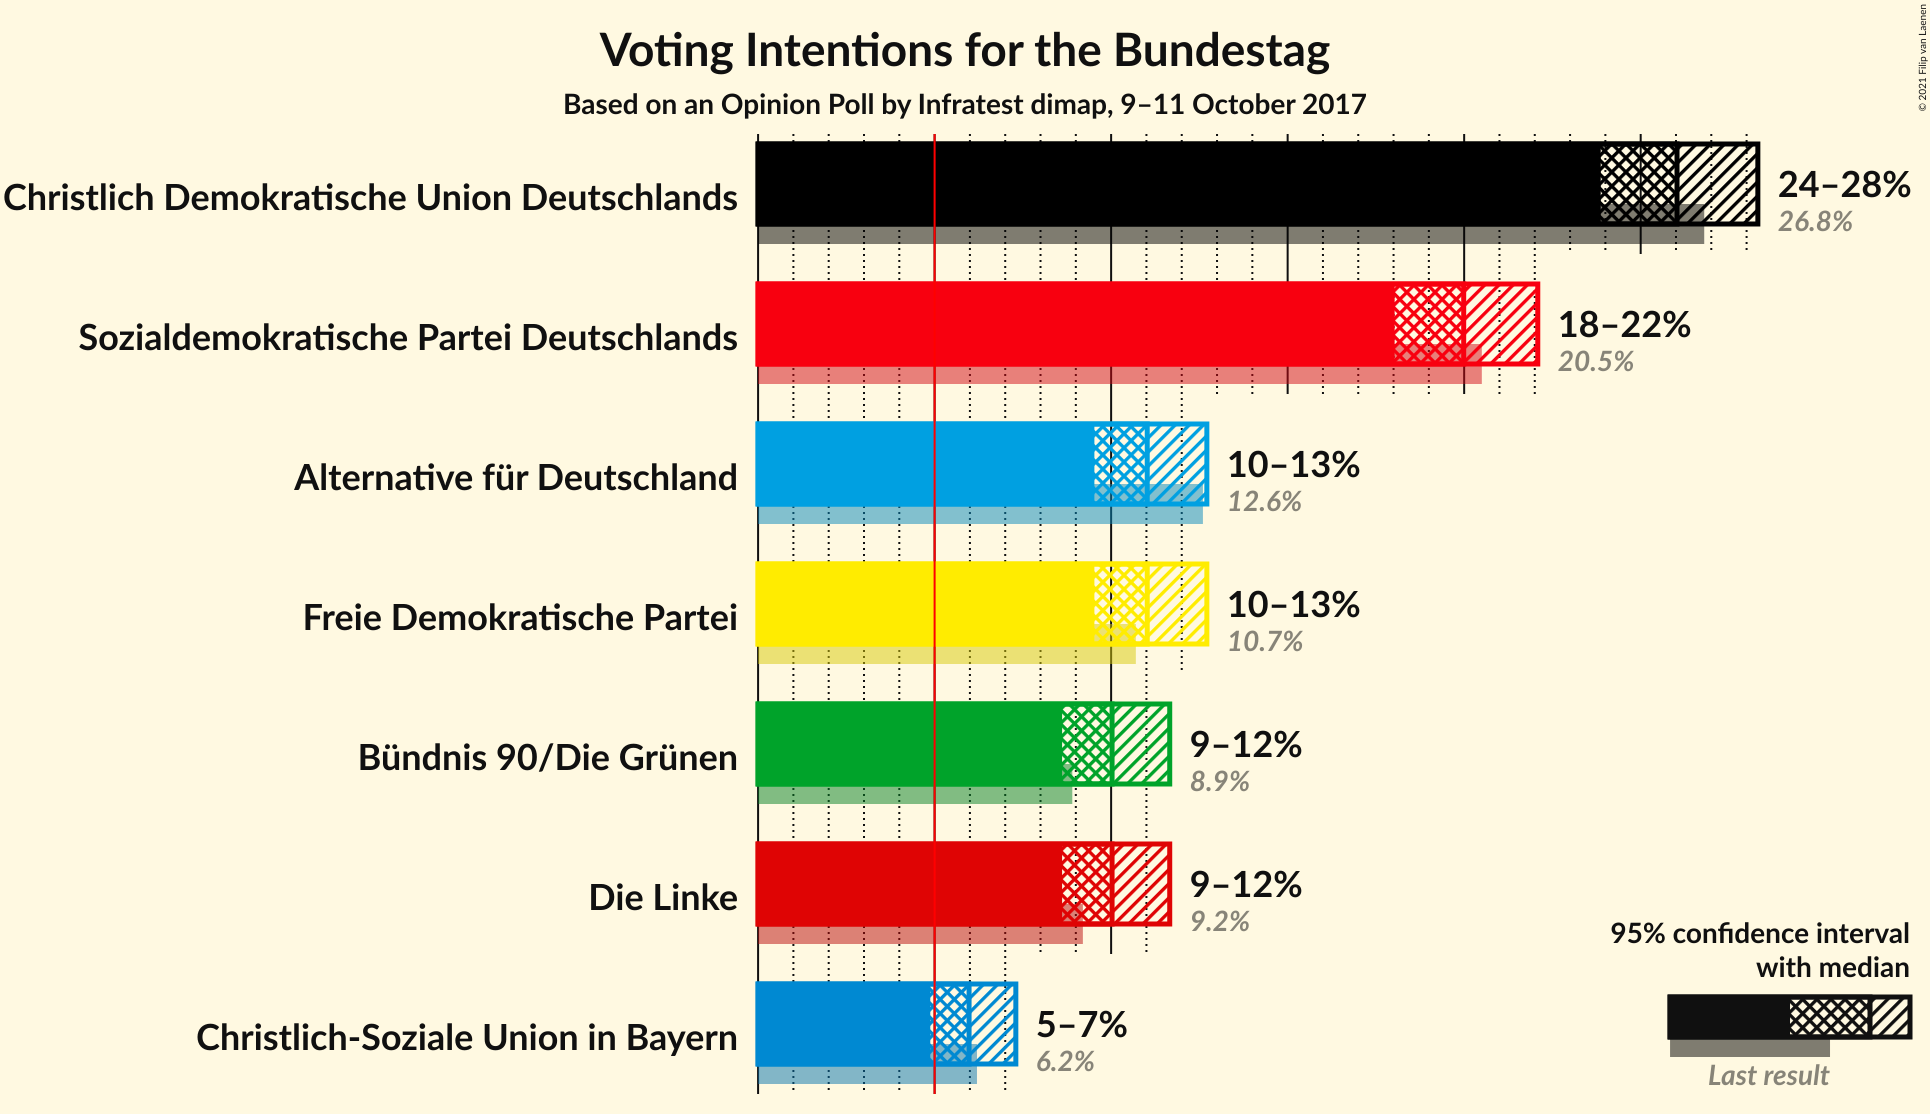 Voting Intentions for the Bundestag
Based on an Opinion Poll by Infratest dimap, 9–11 October 2017
© 2021 Filip van Laenen
Christlich Demokratische Union Deutschlands
24–28%
26.8%
Sozialdemokratische Partei Deutschlands
18–22%
20.5%
Alternative für Deutschland
10–13%
12.6%
Freie Demokratische Partei
10–13%
10.7%
Bündnis 90/Die Grünen
9–12%
8.9%
Die Linke
9–12%
9.2%
Christlich-Soziale Union in Bayern
5–7%
6.2%
95% confidence interval
with median
Last result